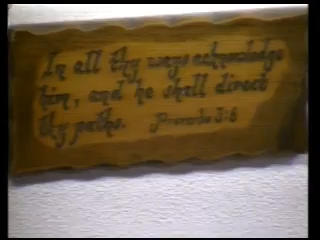 In all thy ways acknowledge
him, and he shall direct
thy paths. Proverbs 3:6